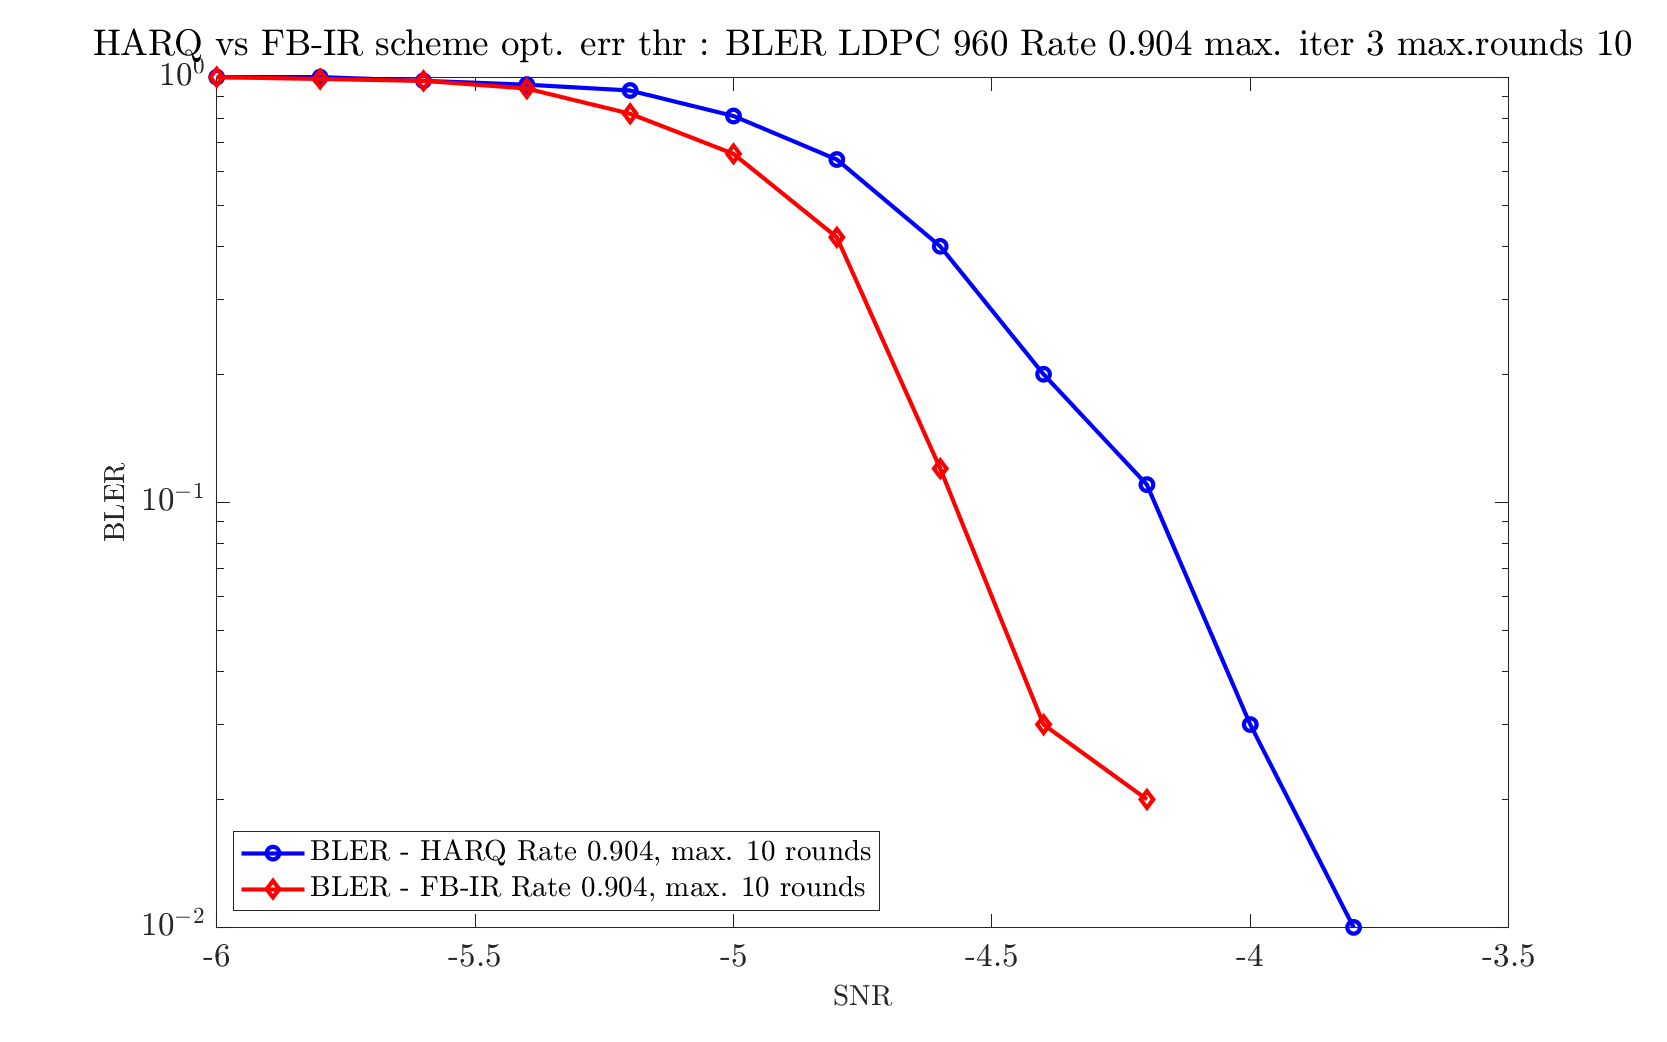 HARQ vs FB-IR scheme opt. err thr : BLER LDPC 960 Rate 0.904 max. iter 3 max.rounds 10
10^0
10^-1
10^-2
BLER
BLER - HARQ Rate 0.904, max. 10 rounds
BLER - FB-IR Rate 0.904, max. 10 rounds
-6 -5.5 -5 -4.5 -4 -3.5
SNR